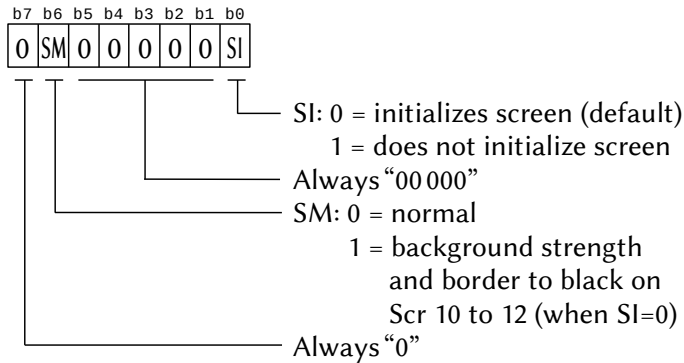 b7 b6 b5 b4 b3 b2 b1 b0
0 SM 0 0 0 0 0 SI
SI: 0 = initializes screen (default)
1 = does not initialize screen
Always “00 000”
SM: 0 = normal
1 = background strength
and border to black on
Scr 10 to 12 (when SI=0)
Always “0”